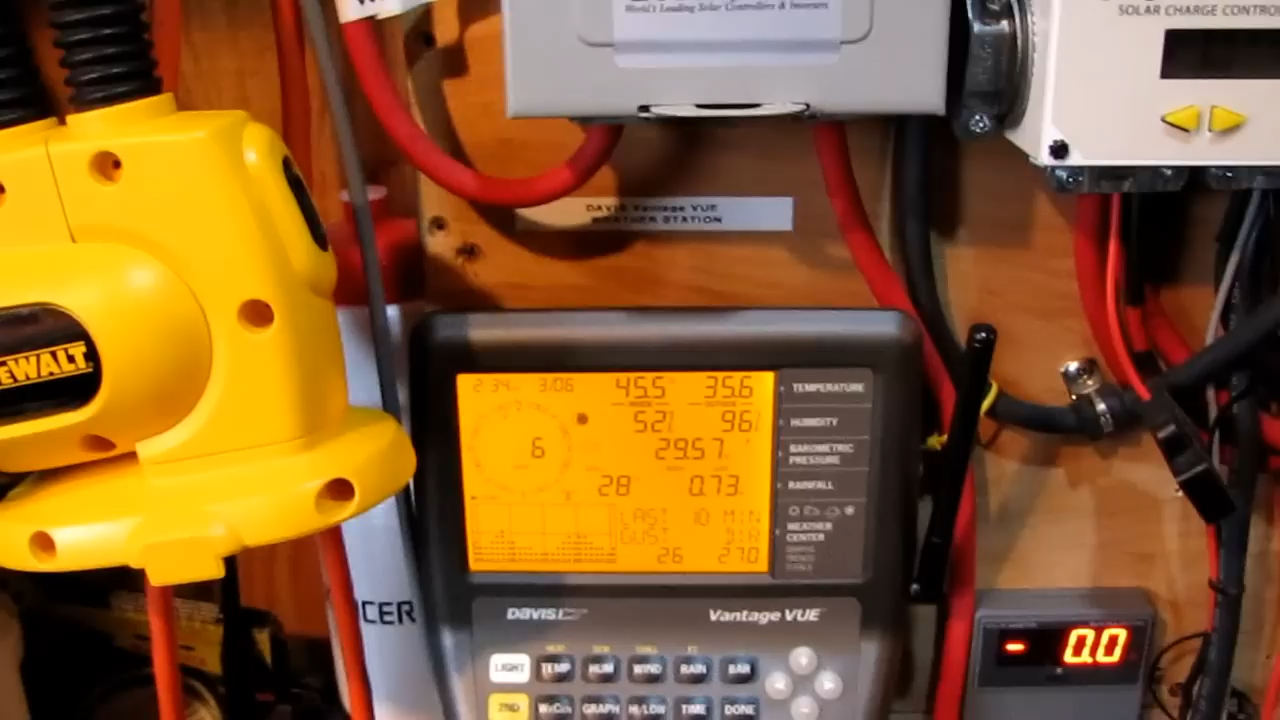 World's Leading Solar Controllers & Inverters
SOLAR CHARGE CONTROL
DAVIS Vantage VUE
WEATHER STATION
DEWALT
2:34 3/06 45.5 35.6
52% 96%
6
29.57
28 0.73
LAST 10 MIN
GUST DIR
26 270
TEMPERATURE
HUMIDITY
BAROMETRIC
PRESSURE
RAINFALL
WEATHER
CENTER
CER
DAVIS Vantage VUE
LIGHT TEMP HUM WIND RAIN BAR
2ND WxCen GRAPH HI/LOW TIME DONE
- 0.0